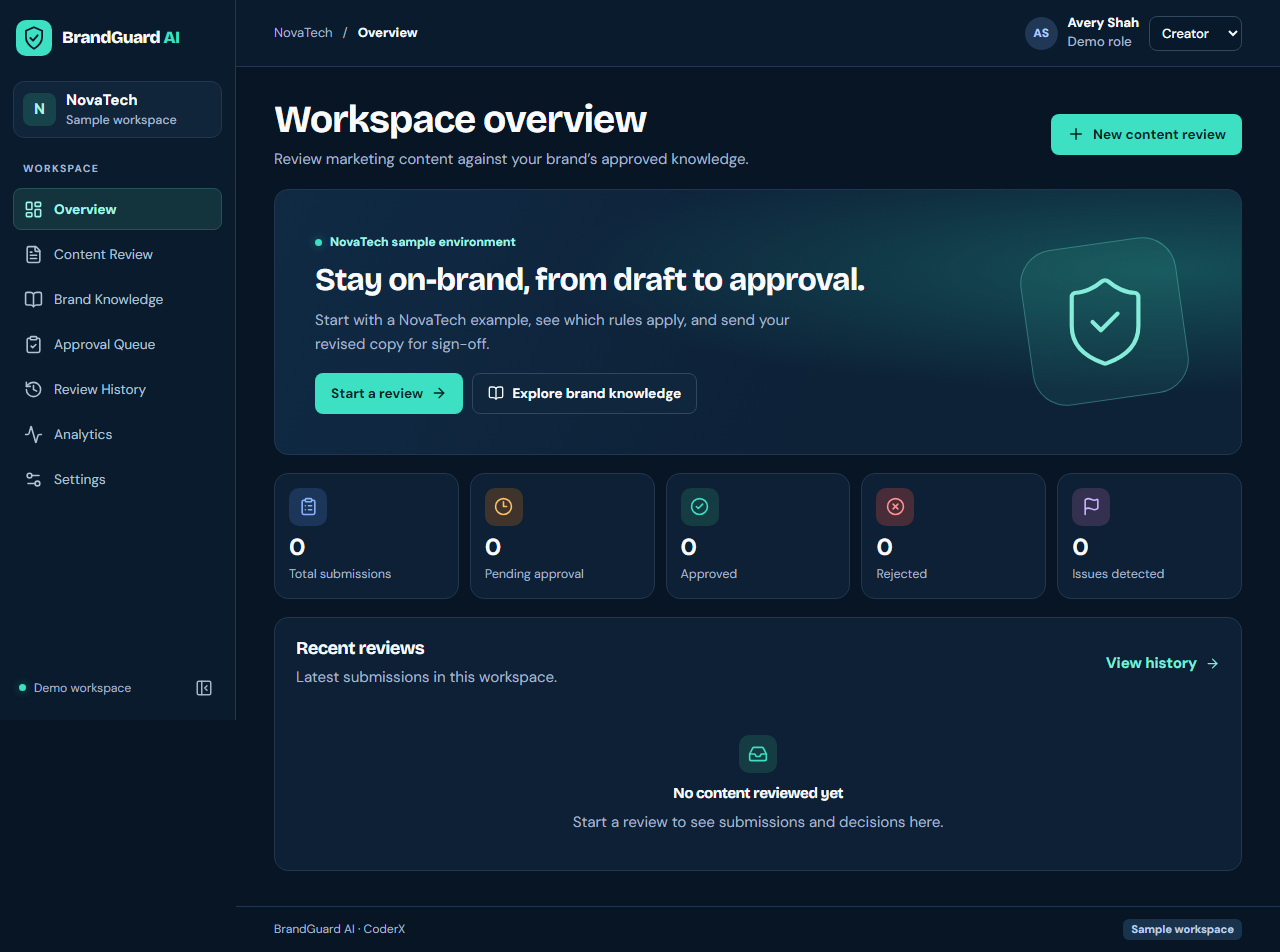 BrandGuard AI
N
NovaTech
Sample workspace
WORKSPACE
Overview
Content Review
Brand Knowledge
Approval Queue
Review History
Analytics
Settings
Demo workspace
NovaTech / Overview
AS
Avery Shah
Demo role
Creator
Workspace overview
Review marketing content against your brand’s approved knowledge.
New content review
NovaTech sample environment
Stay on-brand, from draft to approval.
Start with a NovaTech example, see which rules apply, and send your
revised copy for sign-off.
Start a review
Explore brand knowledge
0
Total submissions
0
Pending approval
0
Approved
0
Rejected
0
Issues detected
Recent reviews
Latest submissions in this workspace.
View history
No content reviewed yet
Start a review to see submissions and decisions here.
BrandGuard AI · CoderX
Sample workspace